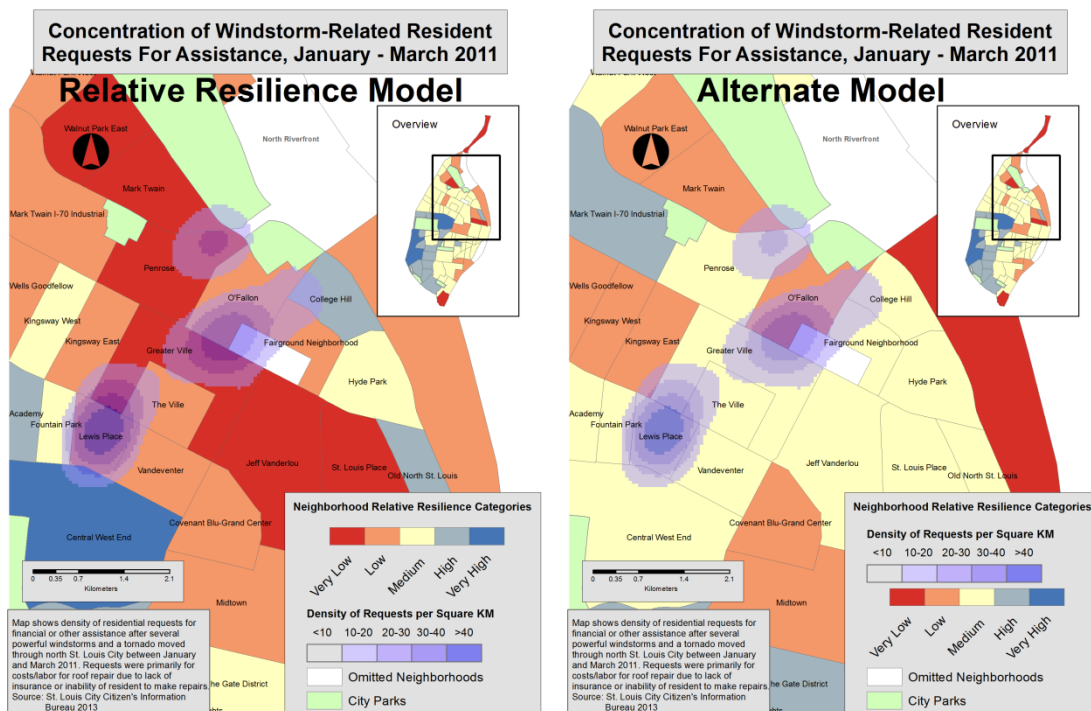 Concentration of Windstorm-Related Resident
Requests For Assistance, January - March 2011
Relative Resilience Model
Walnut Park East
North Riverfront
Overview
Mark Twain
Mark Twain I-70 Industrial
Penrose
Wells Goodfellow
O'Fallon
College Hill
Kingsway West
Kingsway East
Greater Ville
Fairground Neighborhood
Hyde Park
Academy
The Ville
Fountain Park
Lewis Place
Vandeventer
Jeff Vanderlou
St. Louis Place
Old North St. Louis
Covenant Blu-Grand Center
Central West End
0 0.35 0.7 1.4 2.1
Kilometers
Midtown
Map shows density of residential requests for
financial or other assistance after several
powerful windstorms and a tornado moved
through north St. Louis City between January
and March 2011. Requests were primarily for
costs/labor for roof repair due to lack of
insurance or inability of resident to make repairs.
Source: St. Louis City Citizen's Information
Bureau 2013
he Gate District
Neighborhood Relative Resilience Categories
Very Low
Low
Medium
High
Very High
Density of Requests per Square KM
<10 10-20 20-30 30-40 >40
Omitted Neighborhoods
City Parks
Concentration of Windstorm-Related Resident
Requests For Assistance, January - March 2011
Alternate Model
Walnut Park East
North Riverfront
Overview
Mark Twain
Mark Twain I-70 Industrial
Penrose
Wells Goodfellow
O'Fallon
College Hill
Kingsway West
Kingsway East
Greater Ville
Fairground Neighborhood
Hyde Park
Academy
The Ville
Fountain Park
Lewis Place
Vandeventer
Jeff Vanderlou
St. Louis Place
Old North St. Louis
Covenant Blu-Grand Center
Central West End
0 0.35 0.7 1.4 2.1
Kilometers
Midtown
Map shows density of residential requests for
financial or other assistance after several
powerful windstorms and a tornado moved
through north St. Louis City between January
and March 2011. Requests were primarily for
costs/labor for roof repair due to lack of
insurance or inability of resident to make repairs.
Source: St. Louis City Citizen's Information
Bureau 2013
he Gate District
Neighborhood Relative Resilience Categories
Density of Requests per Square KM
<10 10-20 20-30 30-40 >40
Very Low
Low
Medium
High
Very High
Omitted Neighborhoods
City Parks